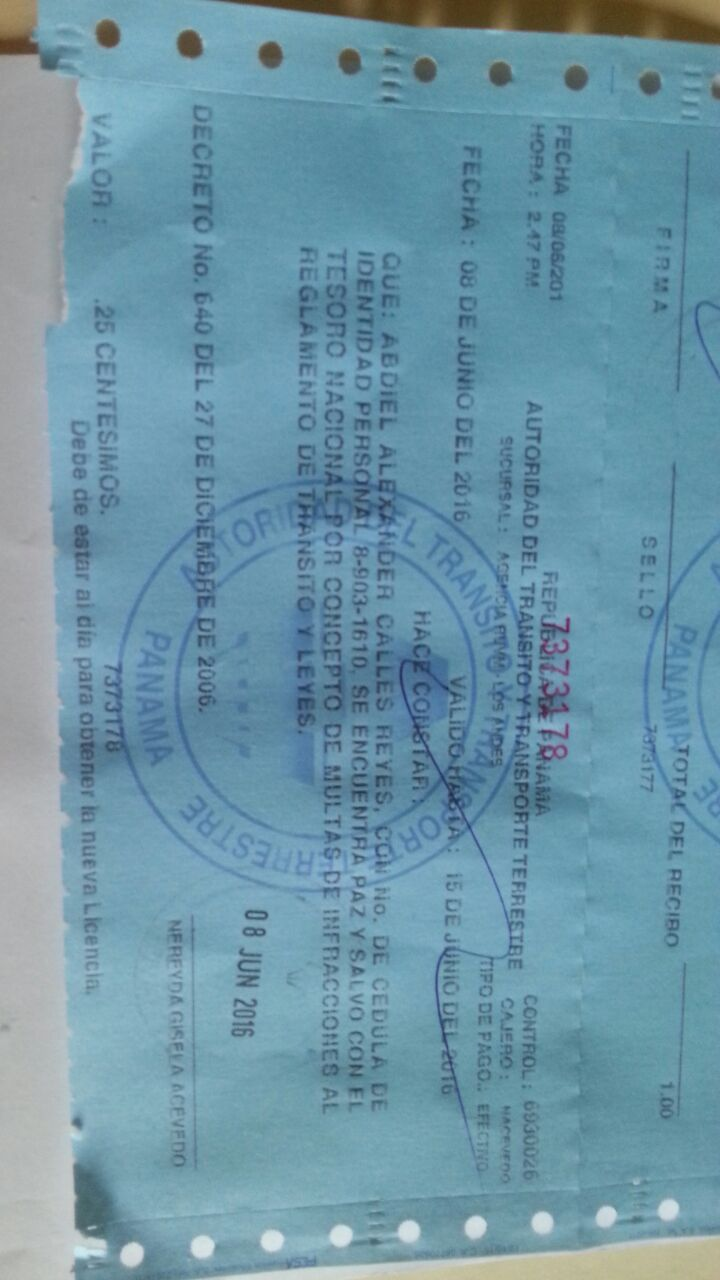 TOTAL DEL RECIBO 1.00
FIRMA SELLO 7373177
PANAMA
7373178
FECHA 08/06/201 REPUBLICA DE PANAMA CONTROL : 6930026
HORA : 2.47 PM AUTORIDAD DEL TRANSITO Y TRANSPORTE TERRESTRE CAJERO : NACEVEDO
SUCURSAL : AGENCIA PTVM - LOS ANDES TIPO DE PAGO.: EFECTIVO
FECHA : 08 DE JUNIO DEL 2016 VALIDO HASTA : 15 DE JUNIO DEL 2016
HACE CONSTAR :
QUE: ABDIEL ALEXANDER CALLES REYES, CON No. DE CEDULA DE
IDENTIDAD PERSONAL 8-903-1610, SE ENCUENTRA PAZ Y SALVO CON EL
TESORO NACIONAL POR CONCEPTO DE MULTAS DE INFRACCIONES AL
REGLAMENTO DE TRANSITO Y LEYES.
AUTORIDAD DEL TRANSITO Y TRANSPORTE TERRESTRE
PANAMA
08 JUN 2016
DECRETO No. 640 DEL 27 DE DICIEMBRE DE 2006.
NEREYDA GISELA ACEVEDO
VALOR : .25 CENTESIMOS. 7373178
Debe de estar al día para obtener la nueva Licencia.